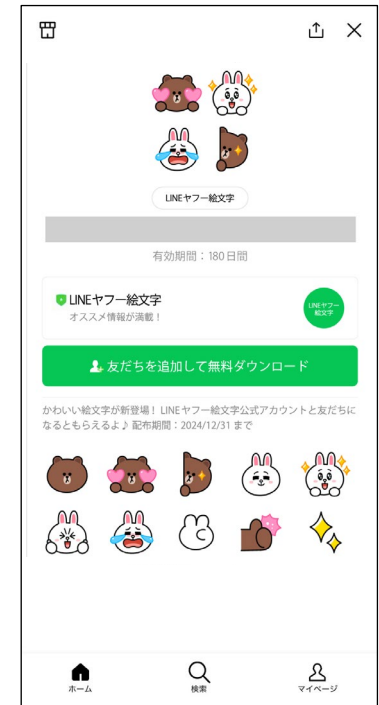 LINEヤフー絵文字
有効期間：180日間
LINEヤフー絵文字
オススメ情報が満載！
LINEヤフー
絵文字
友だちを追加して無料ダウンロード
かわいい絵文字が新登場！ LINEヤフー絵文字公式アカウントと友だちに
なるともらえるよ♪ 配布期間：2024/12/31 まで
ホーム
検索
マイページ